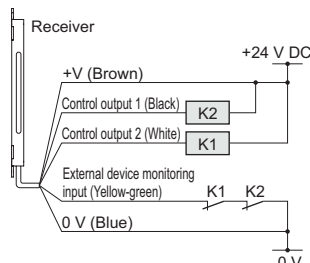 Receiver
+24 V DC
+V (Brown)
Control output 1 (Black)
K2
Control output 2 (White)
K1
External device monitoring
input (Yellow-green)
K1
K2
0 V (Blue)
0 V